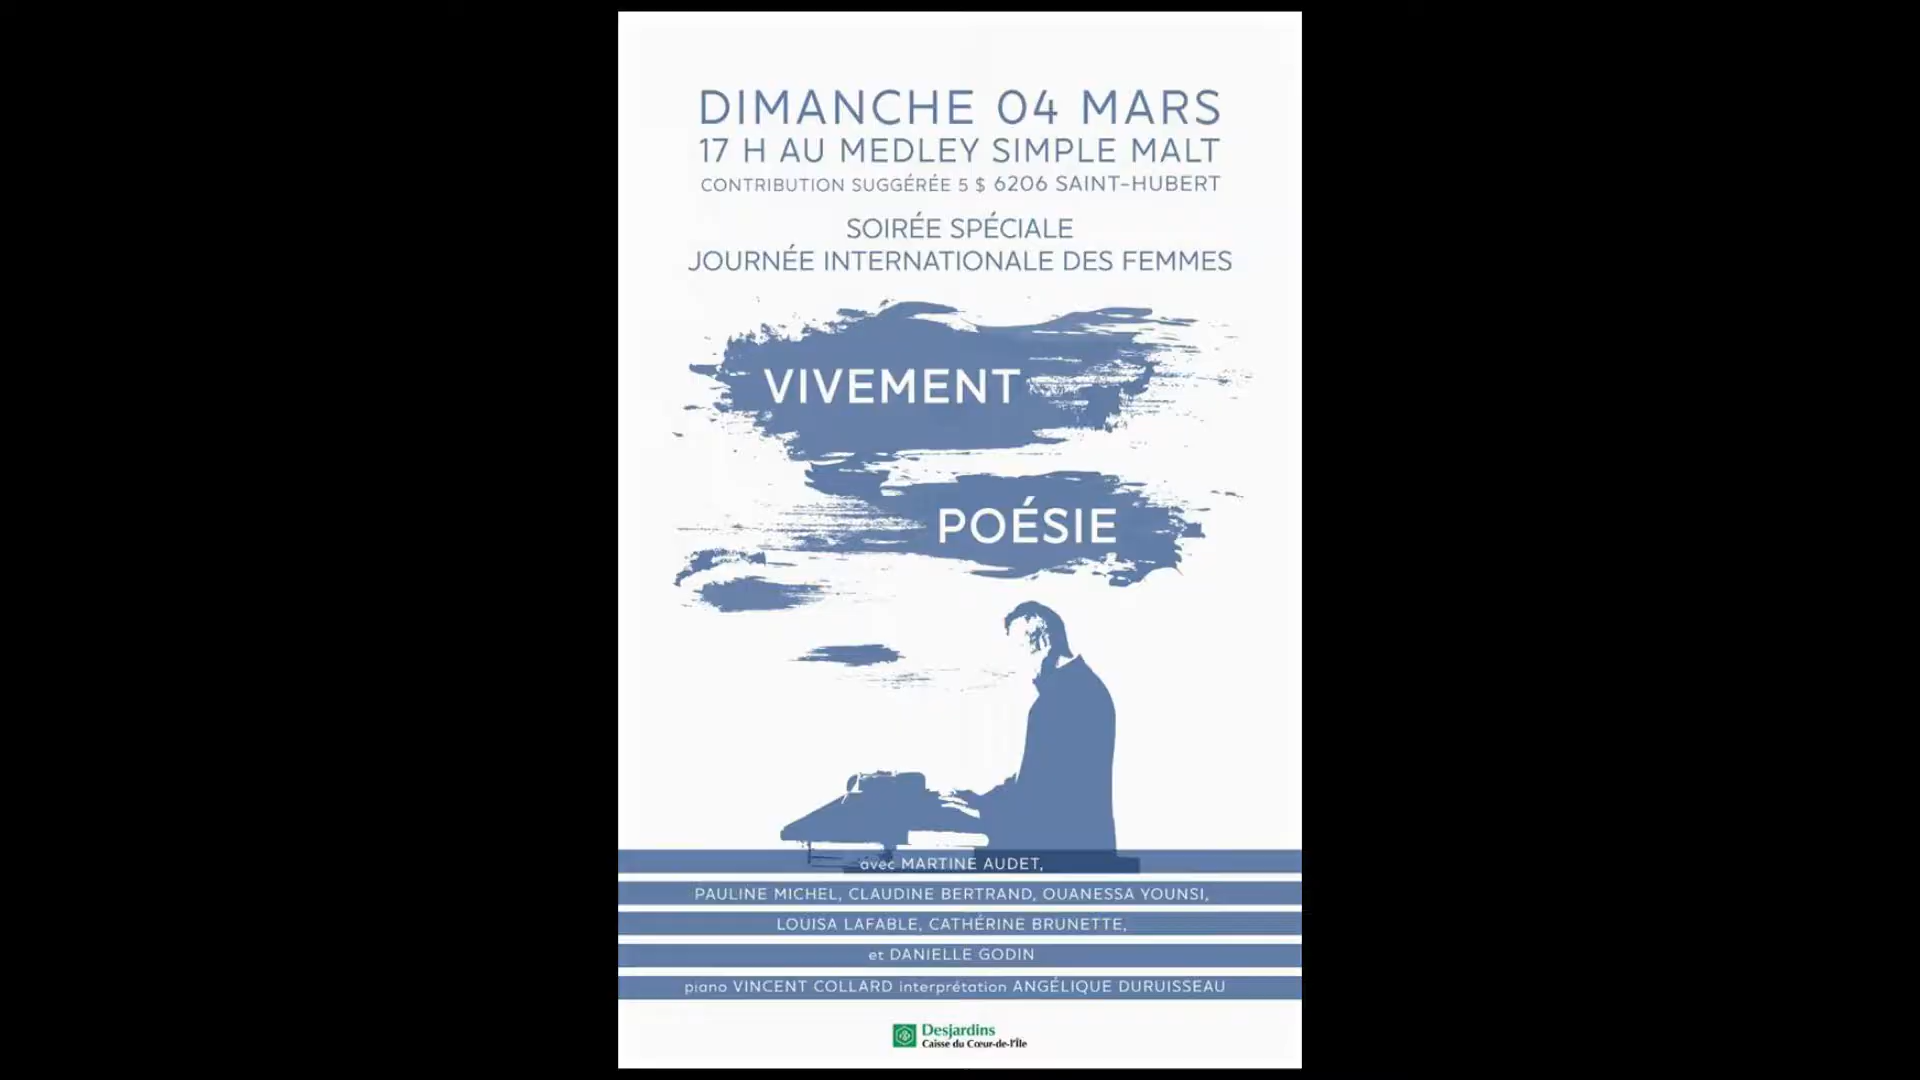 DIMANCHE 04 MARS
17 H AU MEDLEY SIMPLE MALT
CONTRIBUTION SUGGÉRÉE 5 $ 6206 SAINT-HUBERT
SOIRÉE SPÉCIALE
JOURNÉE INTERNATIONALE DES FEMMES
VIVEMENT
POÉSIE
avec MARTINE AUDET,
PAULINE MICHEL, CLAUDINE BERTRAND, OUANESSA YOUNSI,
LOUISA LAFABLE, CATHÉRINE BRUNETTE,
et DANIELLE GODIN
piano VINCENT COLLARD interprétation ANGÉLIQUE DURUISSEAU
Desjardins
Caisse du Cœur-de-l'Île